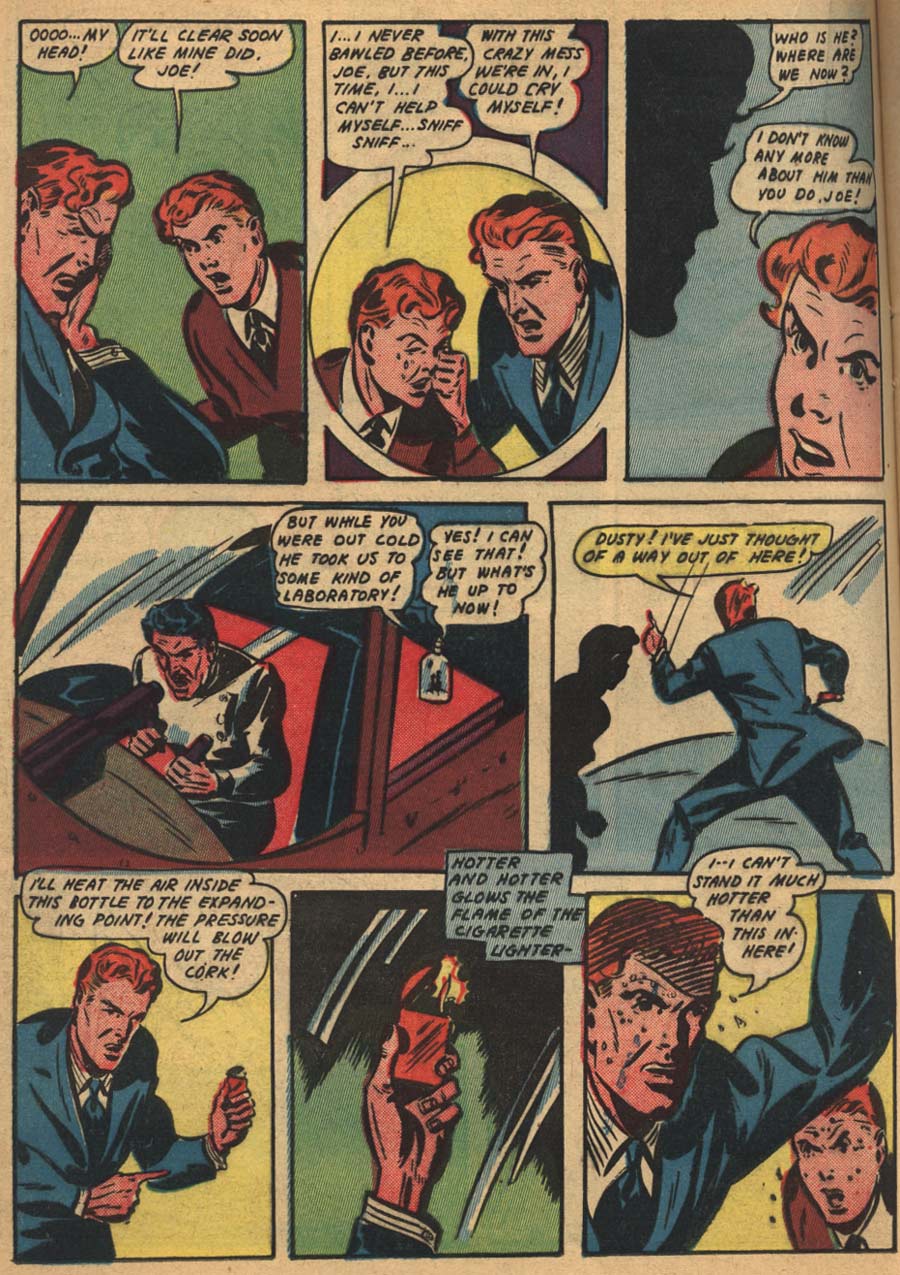 OOOO...MY
HEAD!
IT'LL CLEAR SOON
LIKE MINE DID,
JOE!
I...I NEVER
BAWLED BEFORE,
JOE, BUT THIS
TIME, I...I
CAN'T HELP
MYSELF...SNIFF
SNIFF...
WITH THIS
CRAZY MESS
WE'RE IN, I
COULD CRY
MYSELF!
WHO IS HE?
WHERE ARE
WE NOW?
I DON'T KNOW
ANY MORE
ABOUT HIM THAN
YOU DO, JOE!
BUT WHILE YOU
WERE OUT COLD
HE TOOK US TO
SOME KIND OF
LABORATORY!
YES! I CAN
SEE THAT!
BUT WHAT'S
HE UP TO
NOW!
DUSTY! I'VE JUST THOUGHT
OF A WAY OUT OF HERE!
I'LL HEAT THE AIR INSIDE
THIS BOTTLE TO THE EXPAND-
ING POINT! THE PRESSURE
WILL BLOW
OUT THE
CORK!
HOTTER
AND HOTTER
GLOWS THE
FLAME OF THE
CIGARETTE
LIGHTER-
I--I CAN'T
STAND IT MUCH
HOTTER
THAN
THIS IN
HERE!